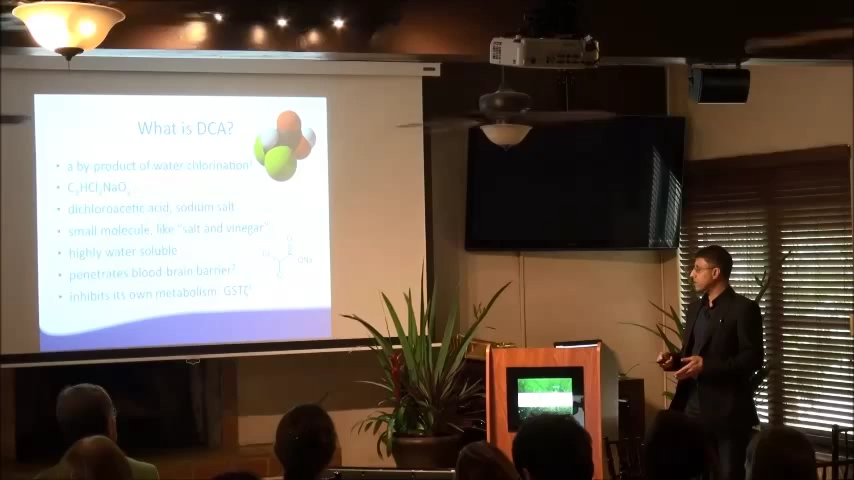 What is DCA?
• a by product of water chlorination
• C₂HCl₂NaO₂
• dichloroacetic acid, sodium salt
• small molecule, like "salt and vinegar"
• highly water soluble
• penetrates blood brain barrier
• inhibits its own metabolism GSTζ
O
ONa